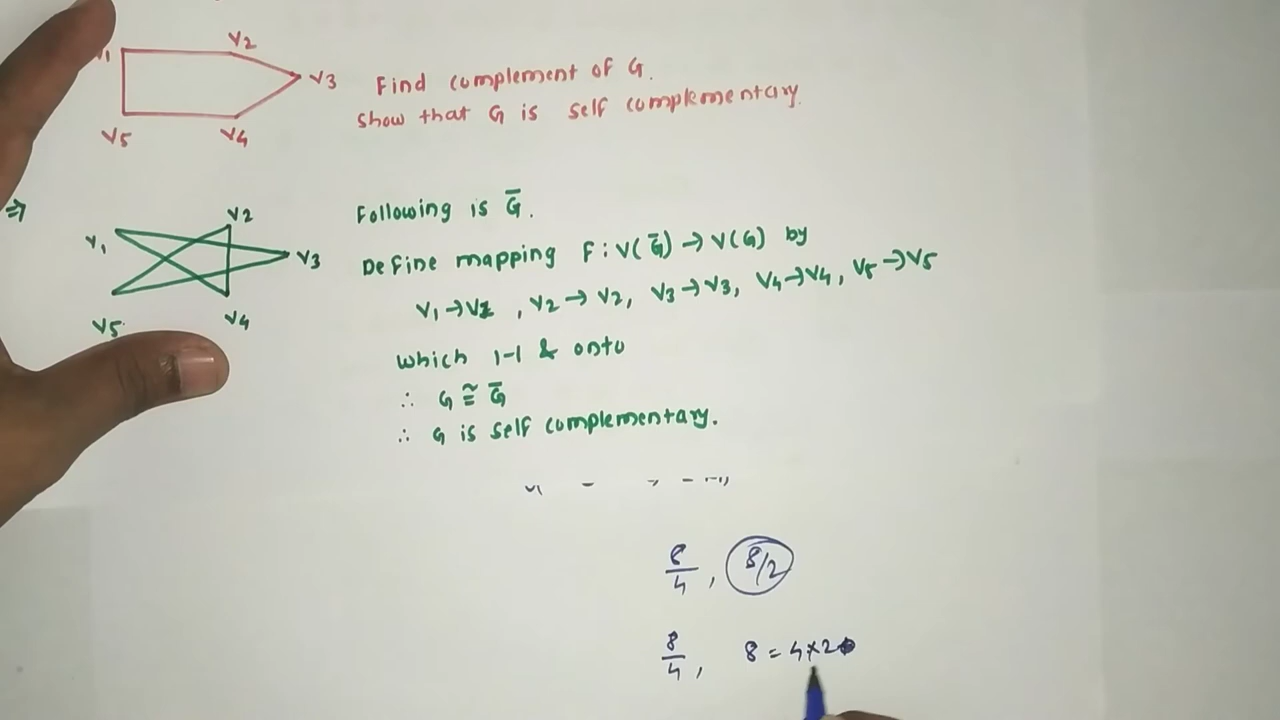 V2
V3
V5
V4
Find complement of G.
show that G is self complementary.
⇒
V1
V2
V3
V5
V4
Following is G̅.
Define mapping F : V(G̅) → V(G) by
V1 → V1, V2 → V2, V3 → V3, V4 → V4, V5 → V5
which 1-1 & onto
∴ G ≅ G̅
∴ G is self complementary.
8/4, 8/2
8/4, 8 = 4×2